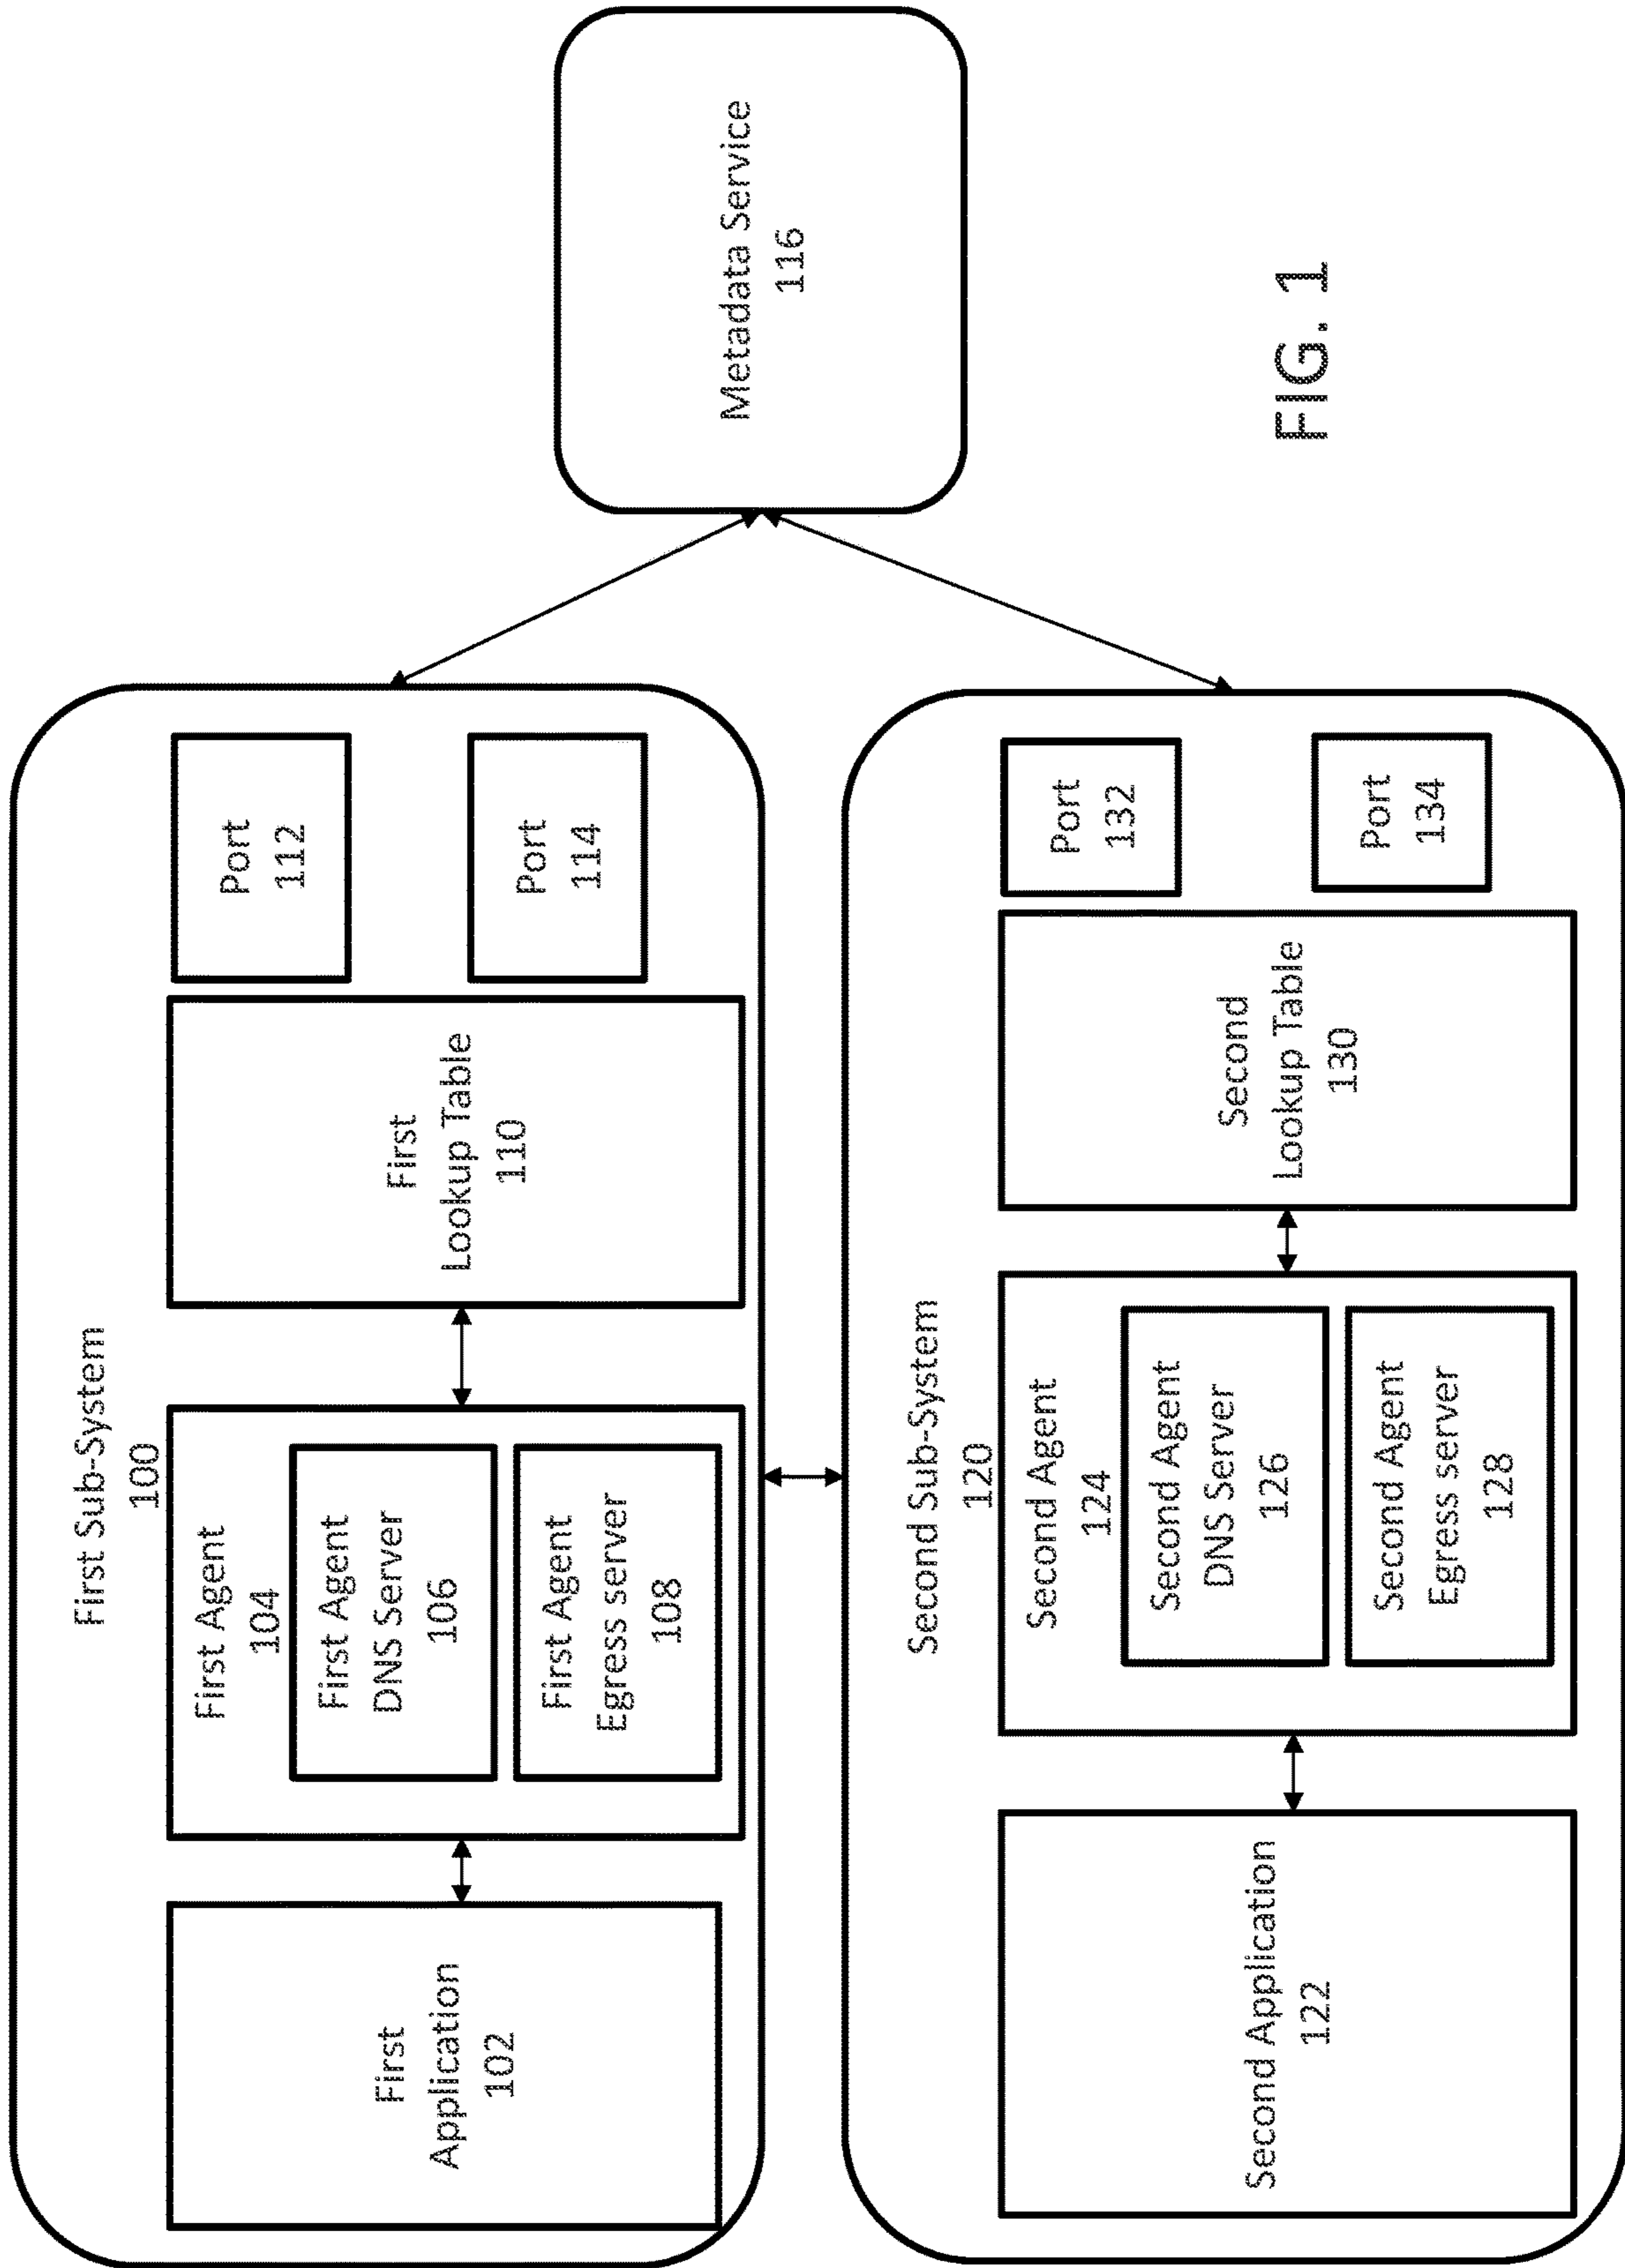 First Sub-System
100
First
Application
102
First Agent
104
First Agent
DNS Server
106
First Agent
Egress server
108
First
Lookup Table
110
Port
112
Port
114
Metadata Service
116
Second Sub-System
120
Second Application
122
Second Agent
124
Second Agent
DNS Server
126
Second Agent
Egress server
128
Second
Lookup Table
130
Port
132
Port
134
FIG. 1